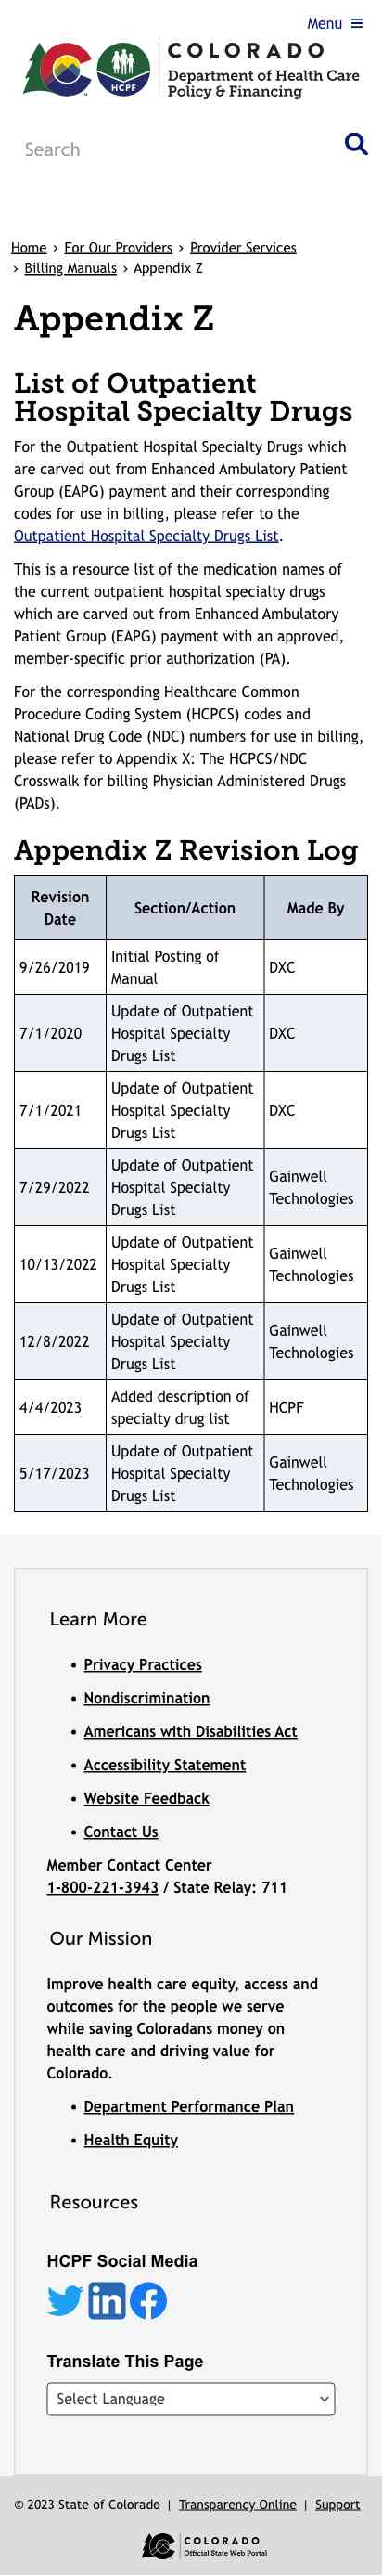 Menu
COLORADO
Department of Health Care
Policy & Financing
HCPF
Search
Home › For Our Providers › Provider Services
› Billing Manuals › Appendix Z
Appendix Z
List of Outpatient
Hospital Specialty Drugs
For the Outpatient Hospital Specialty Drugs which
are carved out from Enhanced Ambulatory Patient
Group (EAPG) payment and their corresponding
codes for use in billing, please refer to the
Outpatient Hospital Specialty Drugs List.
This is a resource list of the medication names of
the current outpatient hospital specialty drugs
which are carved out from Enhanced Ambulatory
Patient Group (EAPG) payment with an approved,
member-specific prior authorization (PA).
For the corresponding Healthcare Common
Procedure Coding System (HCPCS) codes and
National Drug Code (NDC) numbers for use in billing,
please refer to Appendix X: The HCPCS/NDC
Crosswalk for billing Physician Administered Drugs
(PADs).
Appendix Z Revision Log
Revision
Date
Section/Action
Made By
9/26/2019
Initial Posting of
Manual
DXC
7/1/2020
Update of Outpatient
Hospital Specialty
Drugs List
DXC
7/1/2021
Update of Outpatient
Hospital Specialty
Drugs List
DXC
7/29/2022
Update of Outpatient
Hospital Specialty
Drugs List
Gainwell
Technologies
10/13/2022
Update of Outpatient
Hospital Specialty
Drugs List
Gainwell
Technologies
12/8/2022
Update of Outpatient
Hospital Specialty
Drugs List
Gainwell
Technologies
4/4/2023
Added description of
specialty drug list
HCPF
5/17/2023
Update of Outpatient
Hospital Specialty
Drugs List
Gainwell
Technologies
Learn More
• Privacy Practices
• Nondiscrimination
• Americans with Disabilities Act
• Accessibility Statement
• Website Feedback
• Contact Us
Member Contact Center
1-800-221-3943 / State Relay: 711
Our Mission
Improve health care equity, access and
outcomes for the people we serve
while saving Coloradans money on
health care and driving value for
Colorado.
• Department Performance Plan
• Health Equity
Resources
HCPF Social Media
Translate This Page
Select Language
© 2023 State of Colorado | Transparency Online | Support
COLORADO
Official State Web Portal